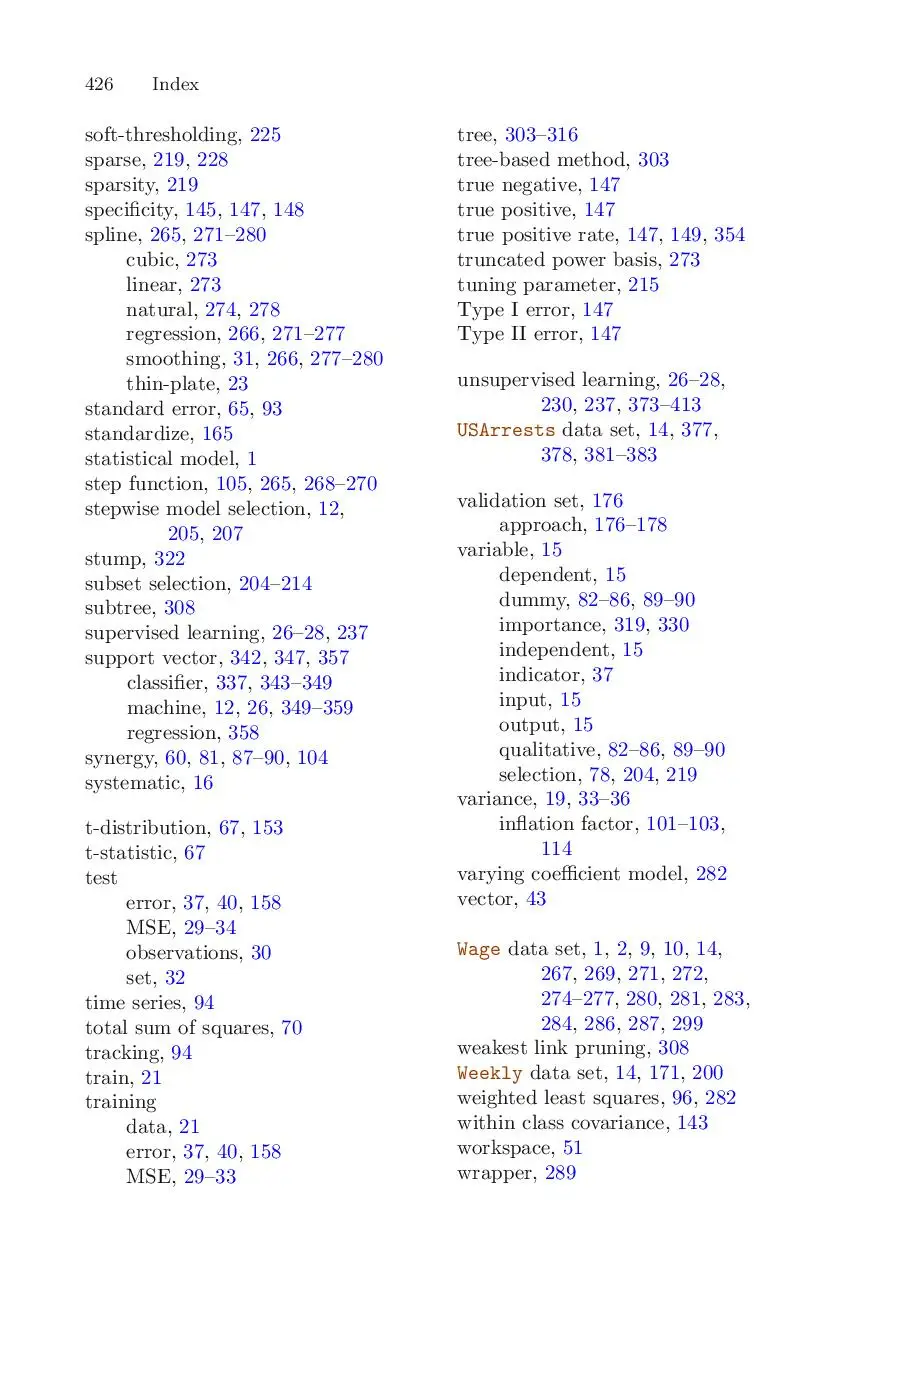 426 Index
soft-thresholding, 225
sparse, 219, 228
sparsity, 219
specificity, 145, 147, 148
spline, 265, 271–280
cubic, 273
linear, 273
natural, 274, 278
regression, 266, 271–277
smoothing, 31, 266, 277–280
thin-plate, 23
standard error, 65, 93
standardize, 165
statistical model, 1
step function, 105, 265, 268–270
stepwise model selection, 12,
205, 207
stump, 322
subset selection, 204–214
subtree, 308
supervised learning, 26–28, 237
support vector, 342, 347, 357
classifier, 337, 343–349
machine, 12, 26, 349–359
regression, 358
synergy, 60, 81, 87–90, 104
systematic, 16
t-distribution, 67, 153
t-statistic, 67
test
error, 37, 40, 158
MSE, 29–34
observations, 30
set, 32
time series, 94
total sum of squares, 70
tracking, 94
train, 21
training
data, 21
error, 37, 40, 158
MSE, 29–33
tree, 303–316
tree-based method, 303
true negative, 147
true positive, 147
true positive rate, 147, 149, 354
truncated power basis, 273
tuning parameter, 215
Type I error, 147
Type II error, 147
unsupervised learning, 26–28,
230, 237, 373–413
USArrests data set, 14, 377,
378, 381–383
validation set, 176
approach, 176–178
variable, 15
dependent, 15
dummy, 82–86, 89–90
importance, 319, 330
independent, 15
indicator, 37
input, 15
output, 15
qualitative, 82–86, 89–90
selection, 78, 204, 219
variance, 19, 33–36
inflation factor, 101–103,
114
varying coefficient model, 282
vector, 43
Wage data set, 1, 2, 9, 10, 14,
267, 269, 271, 272,
274–277, 280, 281, 283,
284, 286, 287, 299
weakest link pruning, 308
Weekly data set, 14, 171, 200
weighted least squares, 96, 282
within class covariance, 143
workspace, 51
wrapper, 289